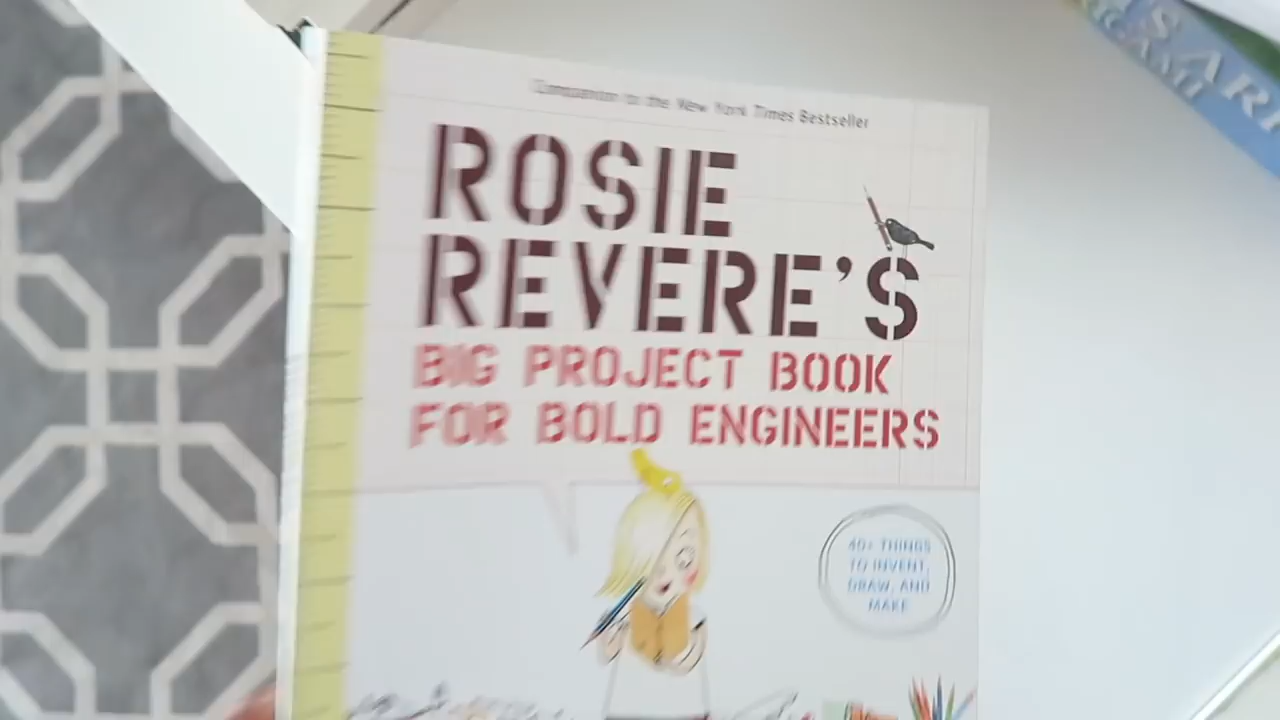 Companion to the New York Times Bestseller
ROSIE
REVERE'S
BIG PROJECT BOOK
FOR BOLD ENGINEERS
40+ THINGS
TO INVENT,
DRAW, AND
MAKE